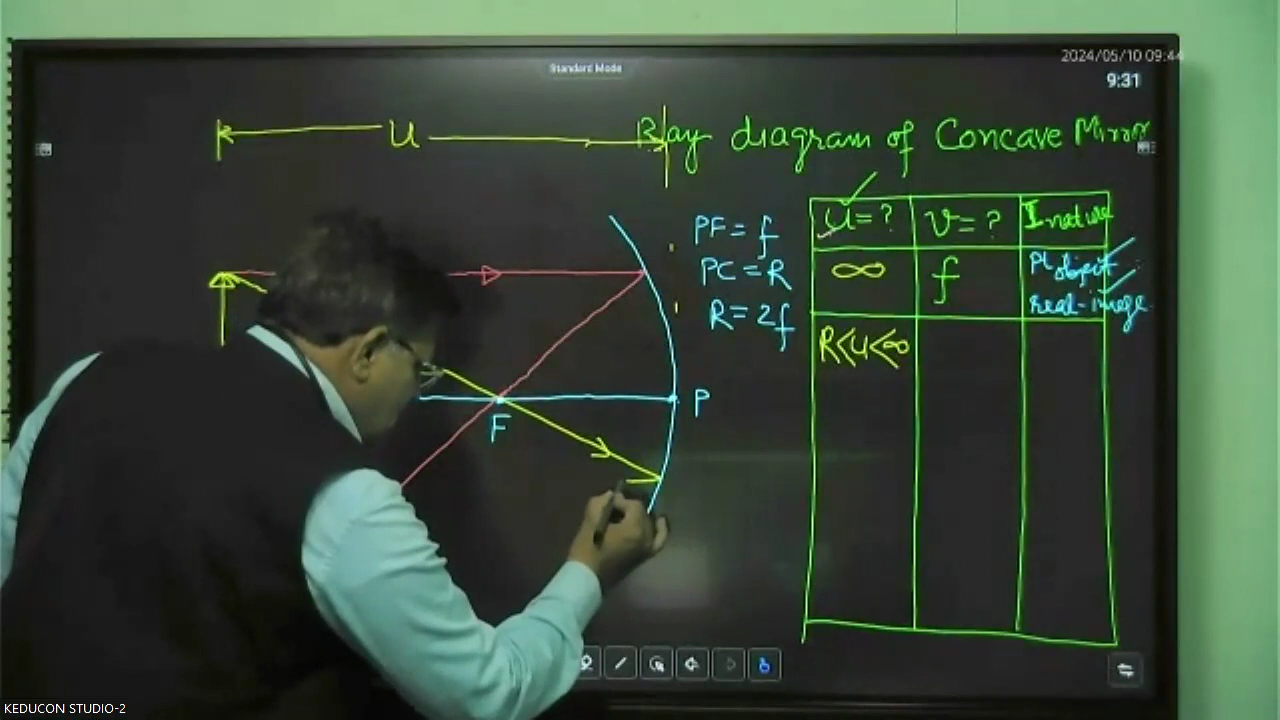 2024/05/10 09:44
Standard Mode
9:31
u
Ray diagram of Concave Mirror
u=? v=? I nature
PF = f
PC = R
R = 2f
∞ f Pt object
real-image
R<u<∞
F
P
KEDUCON STUDIO-2